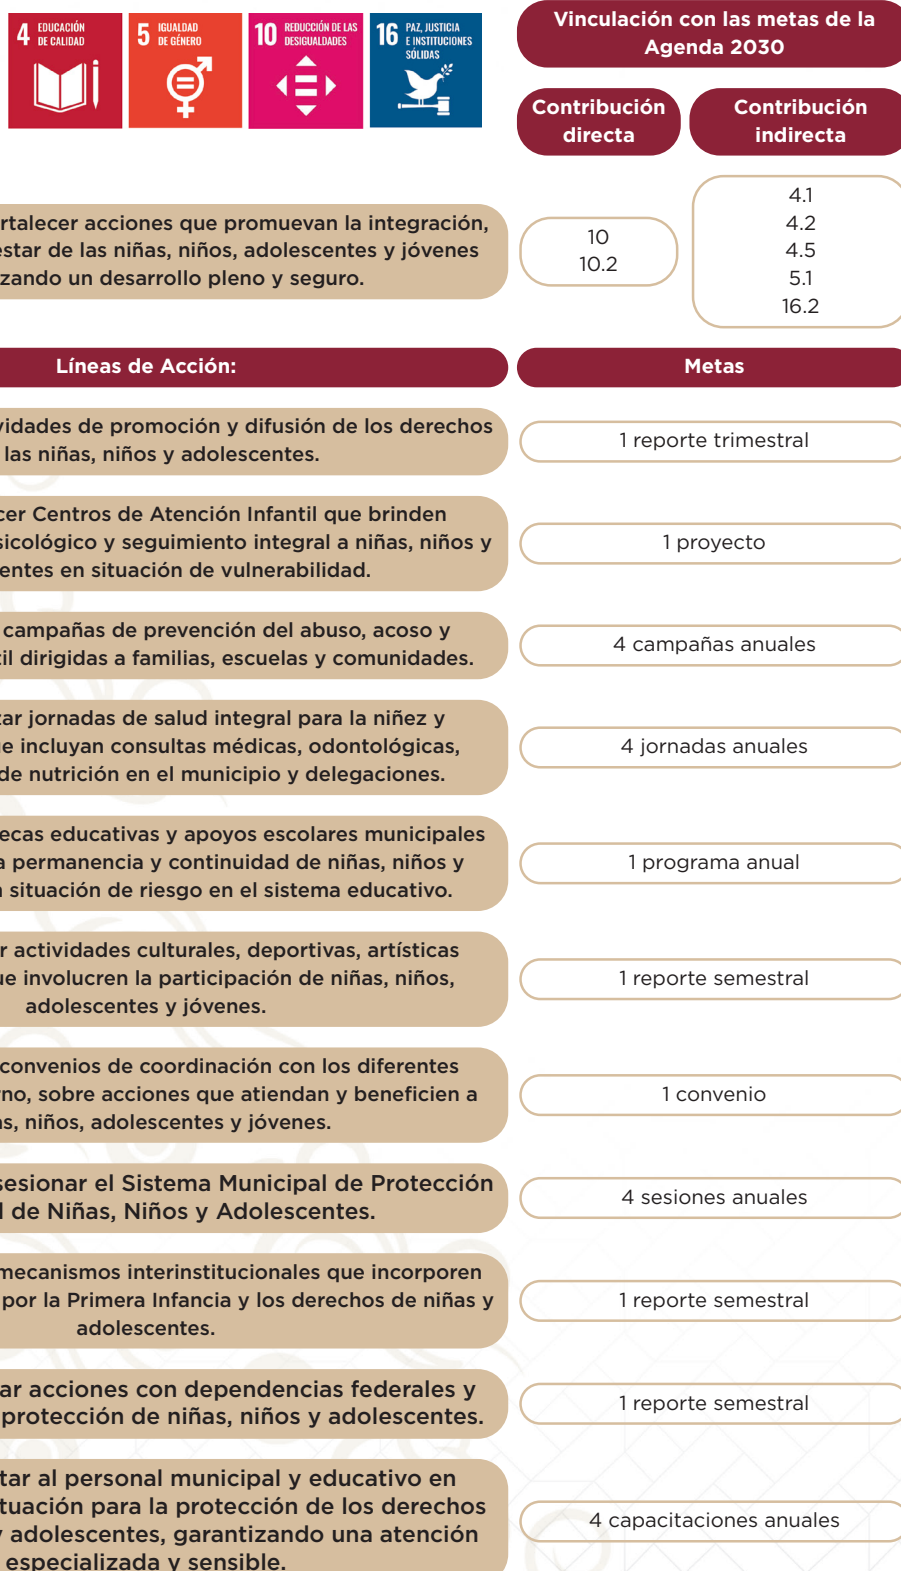 4 EDUCACIÓN
DE CALIDAD
5 IGUALDAD
DE GÉNERO
10 REDUCCIÓN DE LAS
DESIGUALDADES
16 PAZ, JUSTICIA
E INSTITUCIONES
SÓLIDAS
Vinculación con las metas de la
Agenda 2030
Contribución
directa
Contribución
indirecta
rtalecer acciones que promuevan la integración,
estar de las niñas, niños, adolescentes y jóvenes
zando un desarrollo pleno y seguro.
10
10.2
4.1
4.2
4.5
5.1
16.2
Líneas de Acción:
Metas
vidades de promoción y difusión de los derechos
las niñas, niños y adolescentes.
1 reporte trimestral
cer Centros de Atención Infantil que brinden
sicológico y seguimiento integral a niñas, niños y
entes en situación de vulnerabilidad.
1 proyecto
campañas de prevención del abuso, acoso y
til dirigidas a familias, escuelas y comunidades.
4 campañas anuales
zar jornadas de salud integral para la niñez y
ue incluyan consultas médicas, odontológicas,
de nutrición en el municipio y delegaciones.
4 jornadas anuales
ecas educativas y apoyos escolares municipales
a permanencia y continuidad de niñas, niños y
n situación de riesgo en el sistema educativo.
1 programa anual
r actividades culturales, deportivas, artísticas
ue involucren la participación de niñas, niños,
adolescentes y jóvenes.
1 reporte semestral
convenios de coordinación con los diferentes
rno, sobre acciones que atiendan y beneficien a
as, niños, adolescentes y jóvenes.
1 convenio
sesionar el Sistema Municipal de Protección
l de Niñas, Niños y Adolescentes.
4 sesiones anuales
mecanismos interinstitucionales que incorporen
por la Primera Infancia y los derechos de niñas y
adolescentes.
1 reporte semestral
ar acciones con dependencias federales y
protección de niñas, niños y adolescentes.
1 reporte semestral
tar al personal municipal y educativo en
tuación para la protección de los derechos
y adolescentes, garantizando una atención
especializada y sensible.
4 capacitaciones anuales